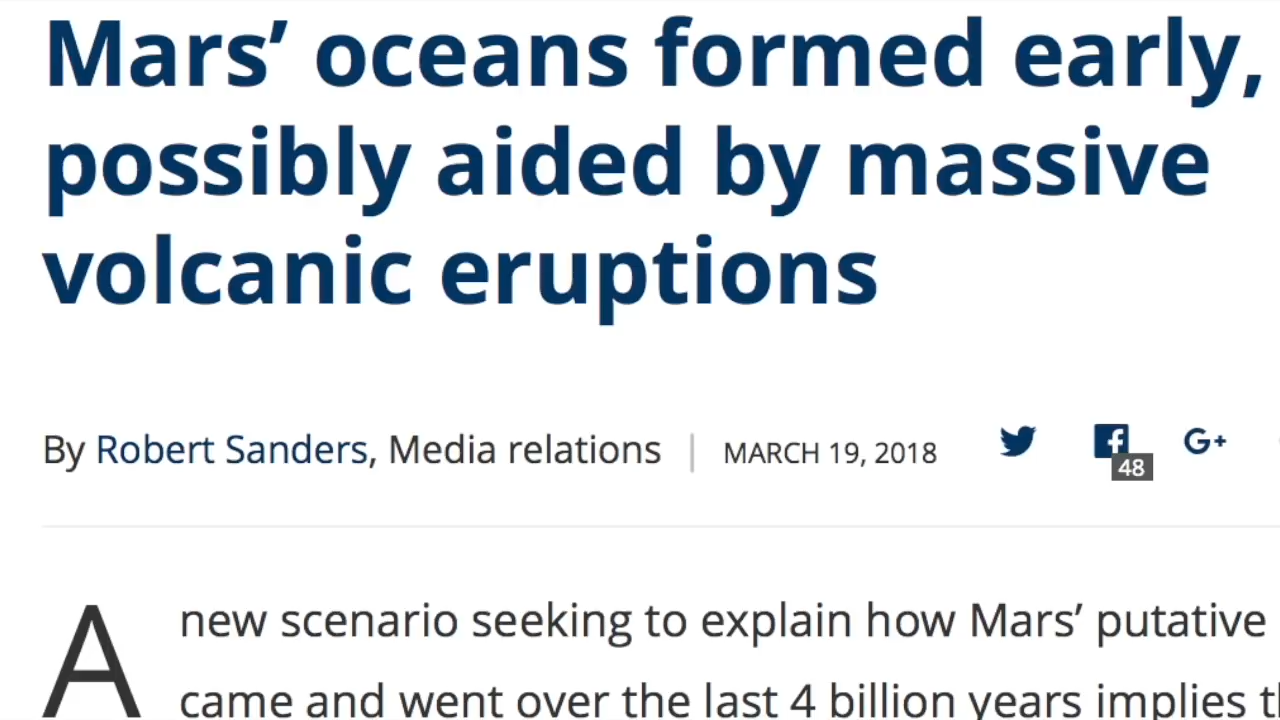 Mars’ oceans formed early,
possibly aided by massive
volcanic eruptions
By Robert Sanders, Media relations | MARCH 19, 2018
48
A new scenario seeking to explain how Mars’ putative
came and went over the last 4 billion years implies